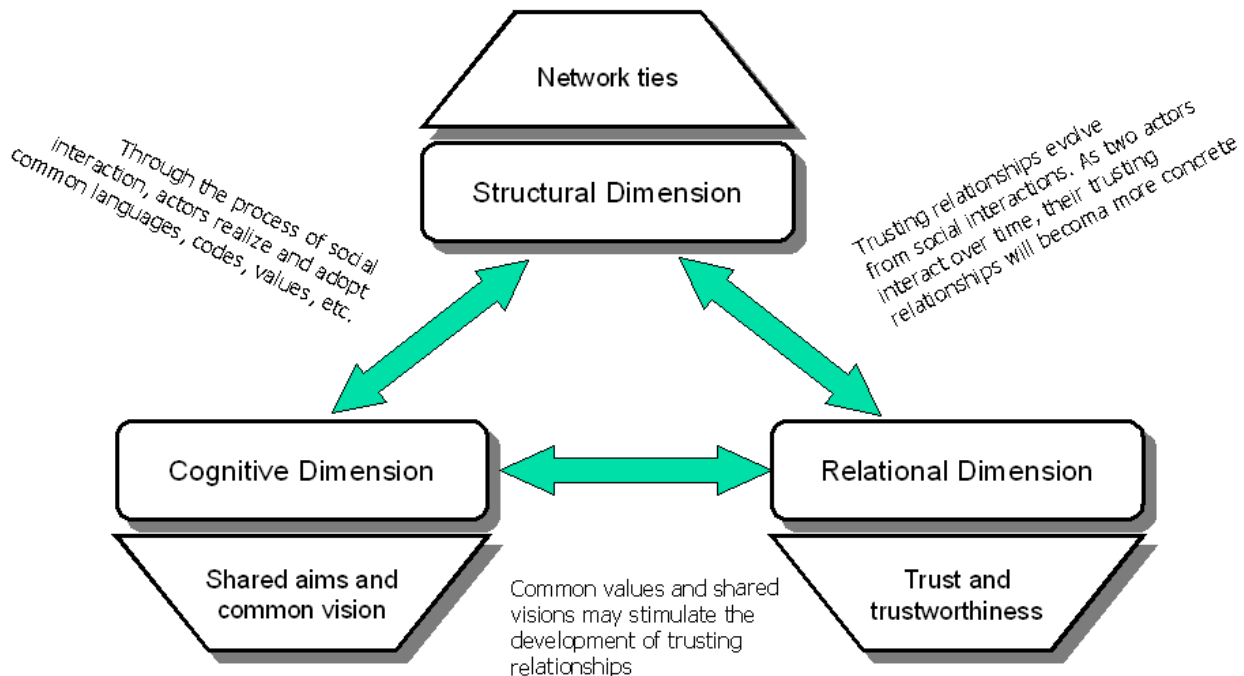 Network ties
Structural Dimension
Through the process of social
interaction, actors realize and adopt
common languages, codes, values, etc.
Trusting relationships evolve
from social interactions. As two actors
interact over time, their trusting
relationships will becoma more concrete
Cognitive Dimension
Relational Dimension
Shared aims and
common vision
Common values and shared
visions may stimulate the
development of trusting
relationships
Trust and
trustworthiness